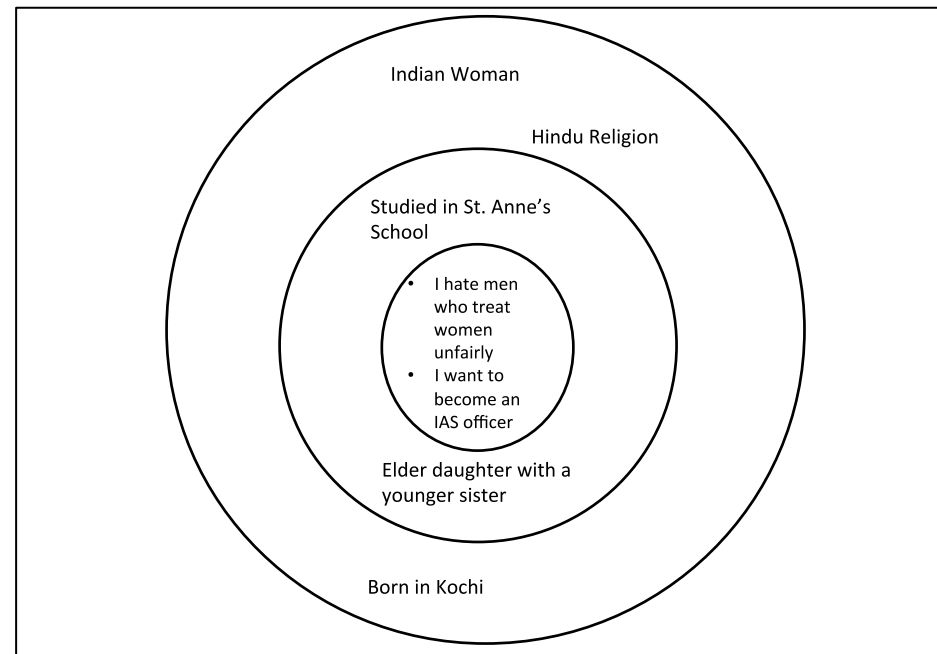 Indian Woman
Hindu Religion
Studied in St. Anne’s
School
• I hate men
who treat
women
unfairly
• I want to
become an
IAS officer
Elder daughter with a
younger sister
Born in Kochi